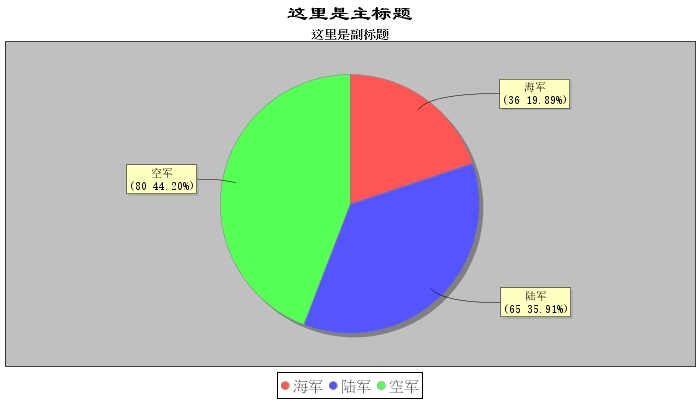 这里是主标题
这里是副标题
海军
(36 19.89%)
空军
(80 44.20%)
陆军
(65 35.91%)
海军 陆军 空军